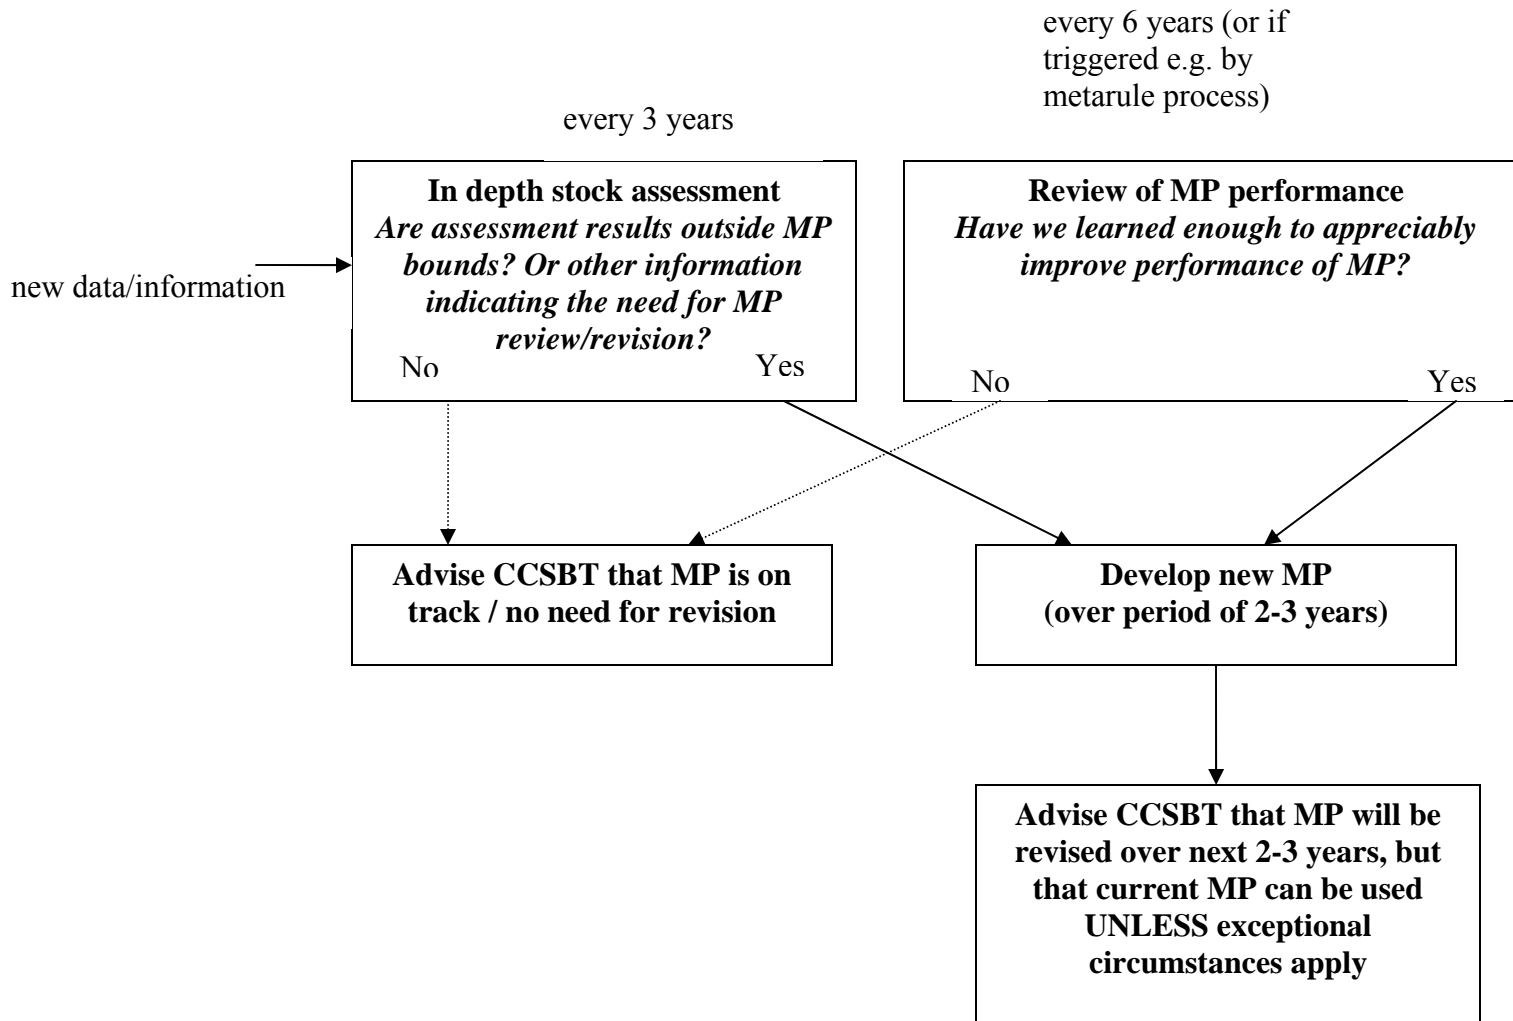 every 6 years (or if
triggered e.g. by
metarule process)
every 3 years
In depth stock assessment
Are assessment results outside MP
bounds? Or other information
indicating the need for MP
review/revision?
No
Yes
Review of MP performance
Have we learned enough to appreciably
improve performance of MP?
No
Yes
new data/information
Advise CCSBT that MP is on
track / no need for revision
Develop new MP
(over period of 2-3 years)
Advise CCSBT that MP will be
revised over next 2-3 years, but
that current MP can be used
UNLESS exceptional
circumstances apply